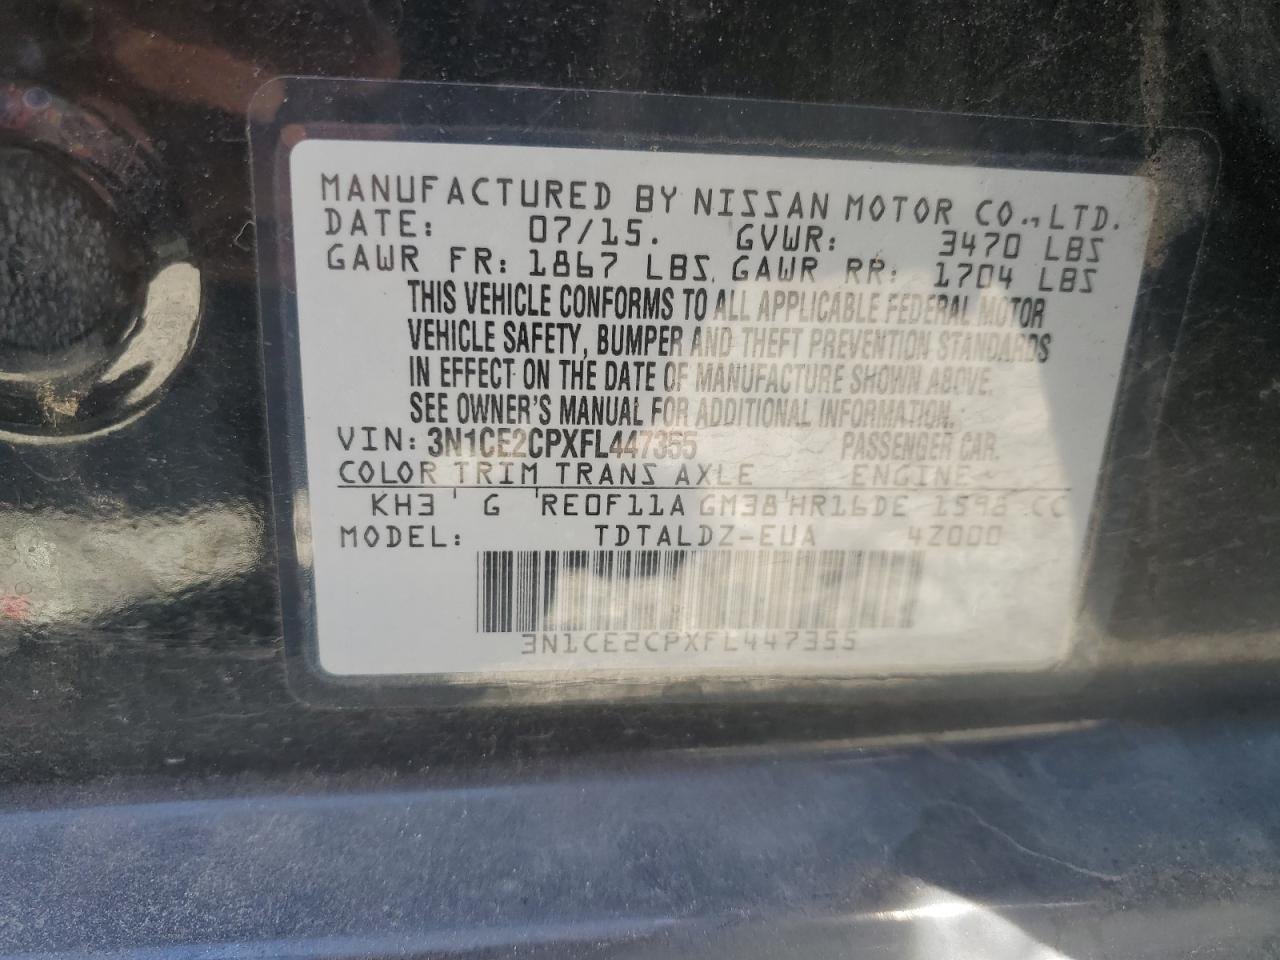 MANUFACTURED BY NISSAN MOTOR CO.,LTD.
DATE: 07/15. GVWR: 3470 LBS
GAWR FR: 1867 LBS, GAWR RR: 1704 LBS
THIS VEHICLE CONFORMS TO ALL APPLICABLE FEDERAL MOTOR
VEHICLE SAFETY, BUMPER AND THEFT PREVENTION STANDARDS
IN EFFECT ON THE DATE OF MANUFACTURE SHOWN ABOVE.
SEE OWNER'S MANUAL FOR ADDITIONAL INFORMATION.
VIN: 3N1CE2CPXFL447355 PASSENGER CAR.
COLOR TRIM TRANS AXLE ENGINE
KH3 G RE0F11A GM38 HR16DE 1598 CC
MODEL: TDTALDZ-EUA 4Z000
3N1CE2CPXFL447355